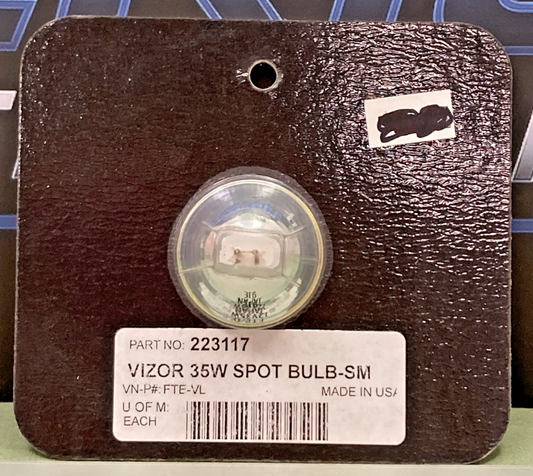 PART NO: 223117
VIZOR 35W SPOT BULB-SM
VN-P#: FTE-VL MADE IN USA
U OF M:
EACH